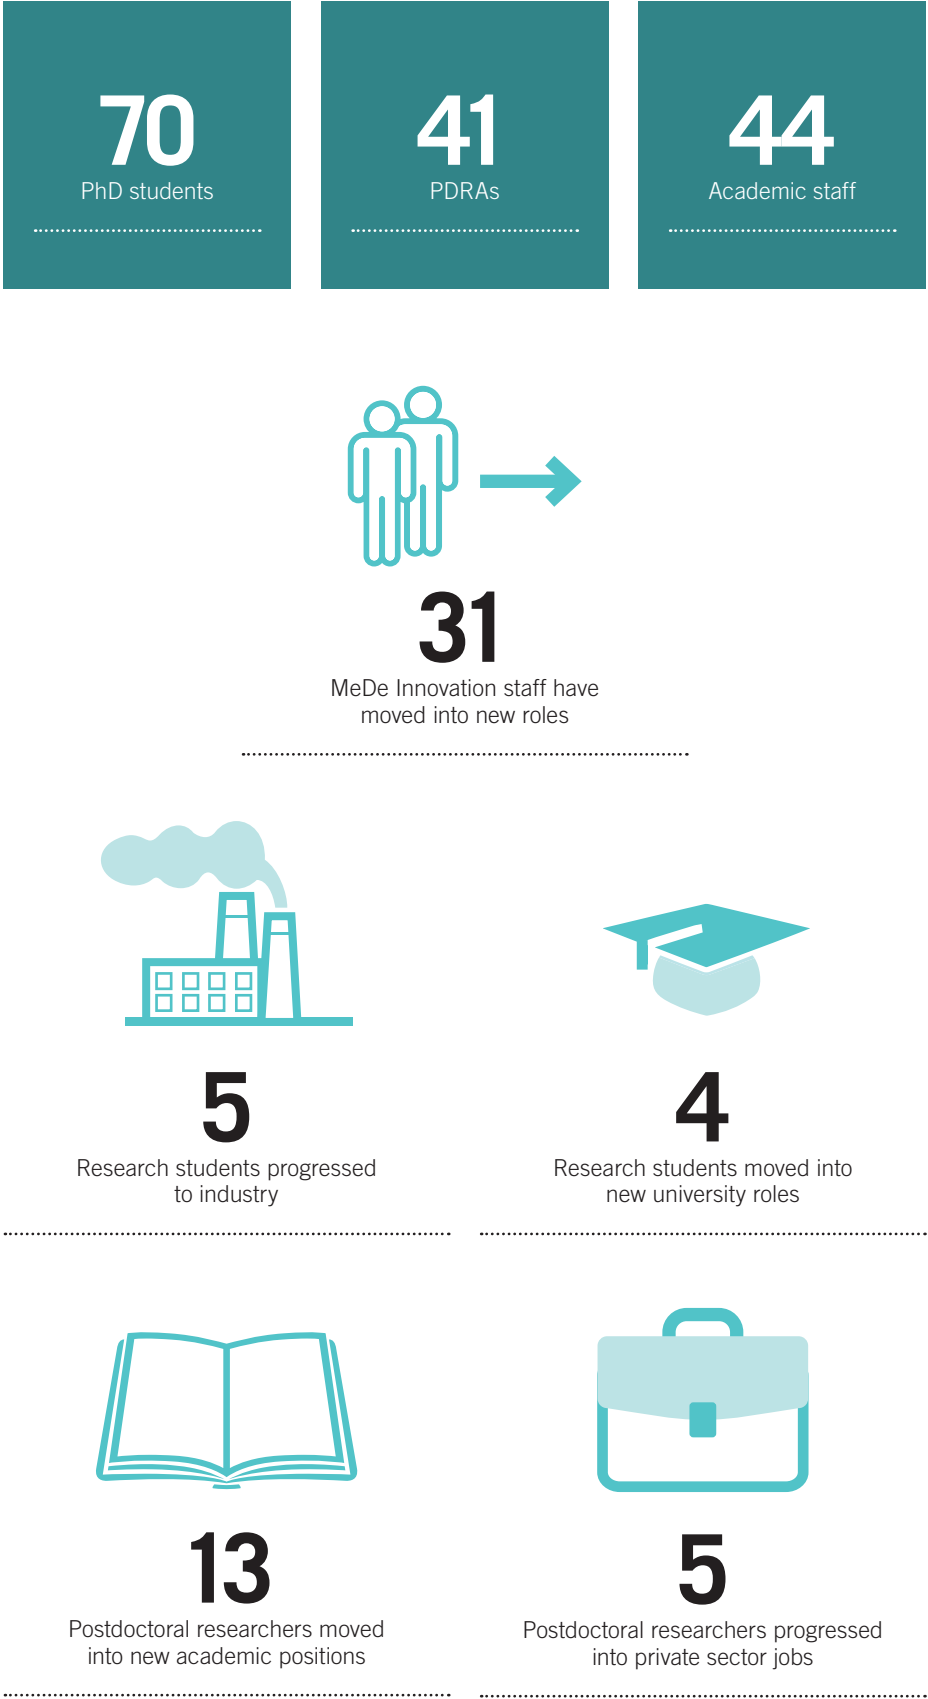 70
PhD students
41
PDRAs
44
Academic staff
31
MeDe Innovation staff have
moved into new roles
5
Research students progressed
to industry
4
Research students moved into
new university roles
13
Postdoctoral researchers moved
into new academic positions
5
Postdoctoral researchers progressed
into private sector jobs